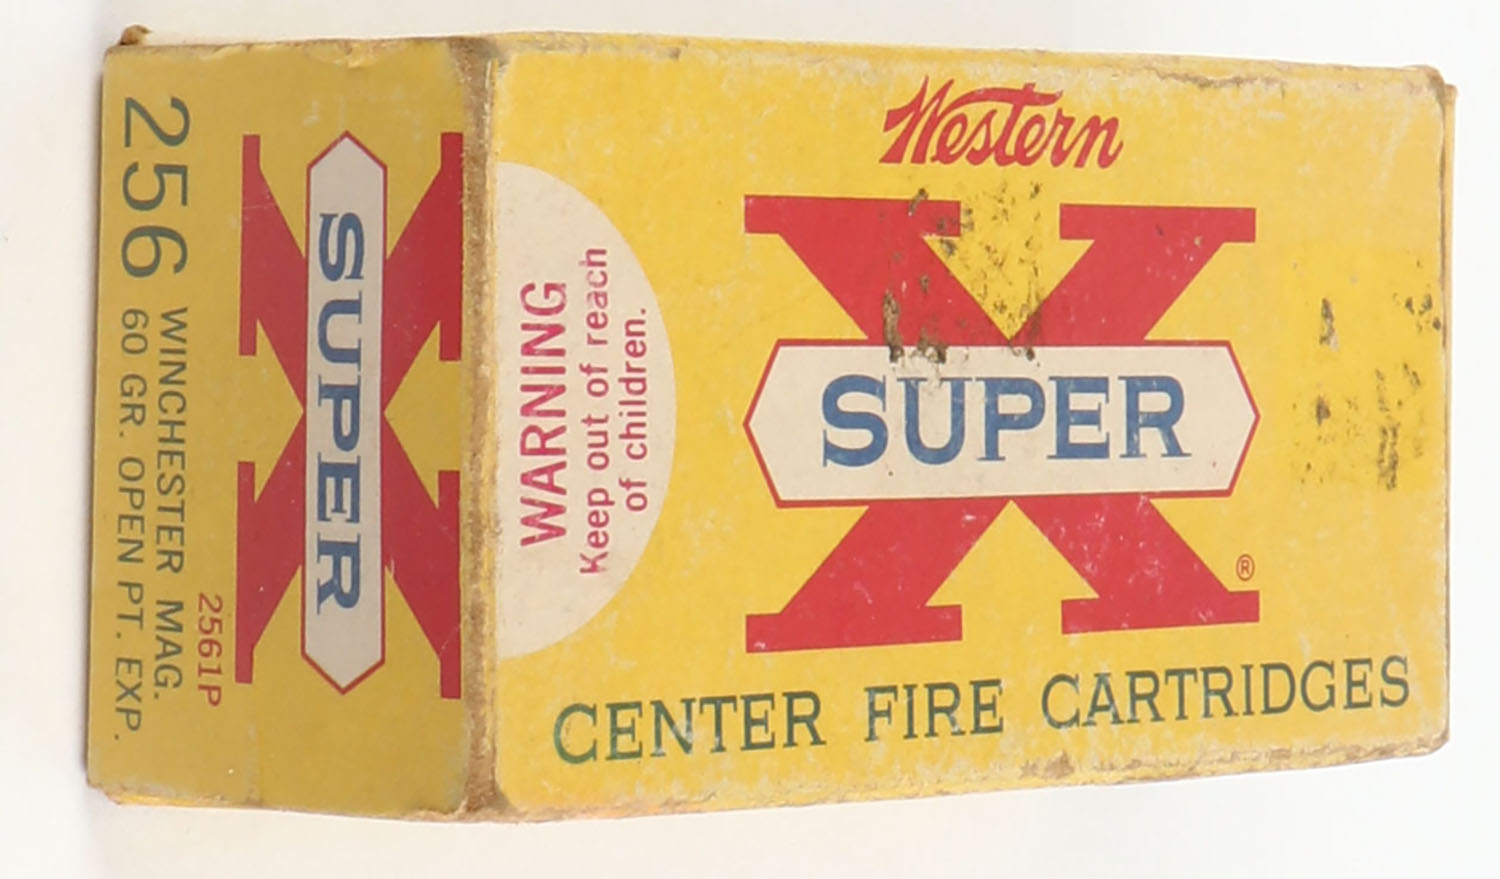 Western
SUPER
X
®
CENTER FIRE CARTRIDGES
WARNING
Keep out of reach
of children.
X
SUPER
2561P
256 WINCHESTER MAG.
60 GR. OPEN PT. EXP.